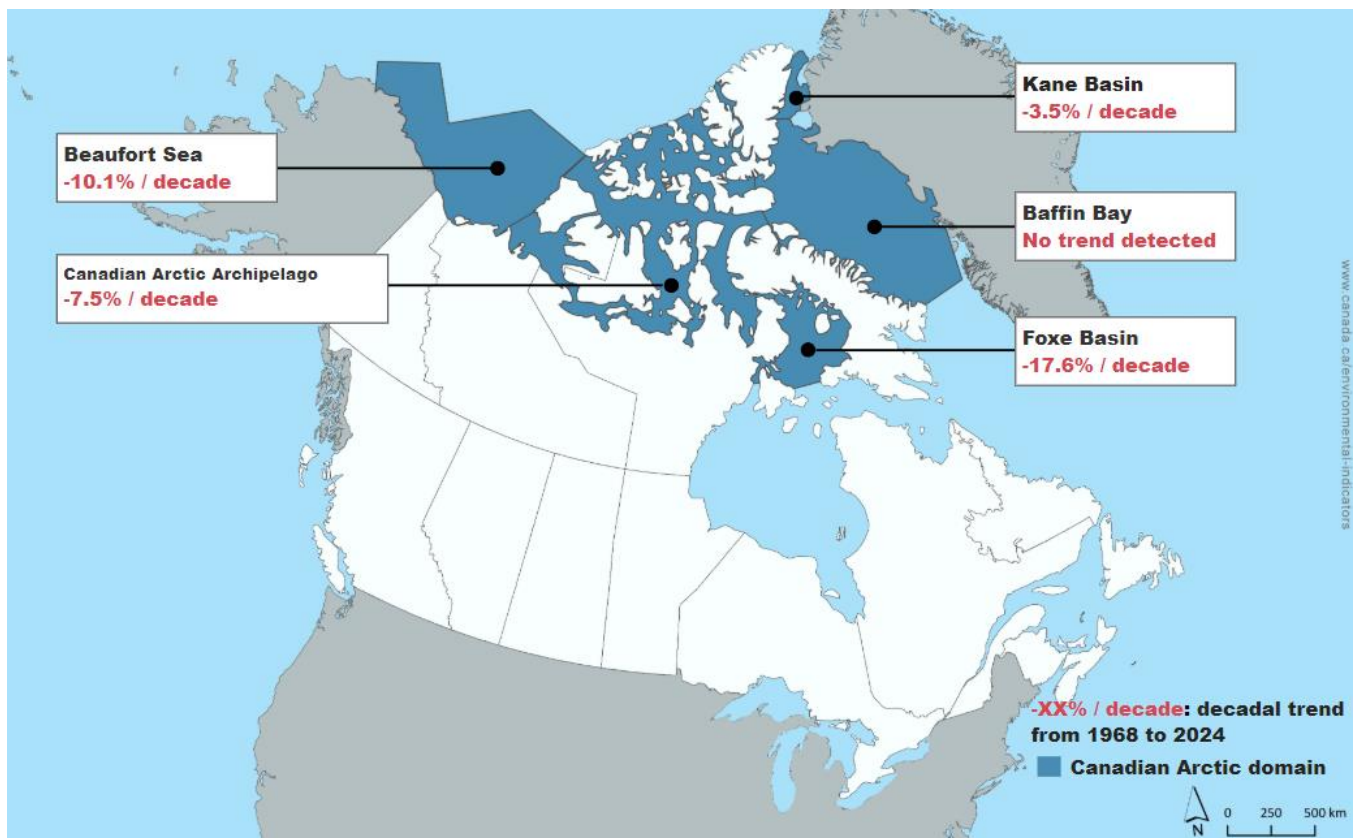 Kane Basin
-3.5% / decade
Beaufort Sea
-10.1% / decade
Baffin Bay
No trend detected
Canadian Arctic Archipelago
-7.5% / decade
Foxe Basin
-17.6% / decade
www.canada ca/environmental-indicators
-XX% / decade: decadal trend
from 1968 to 2024
Canadian Arctic domain
N
0 250 500 km